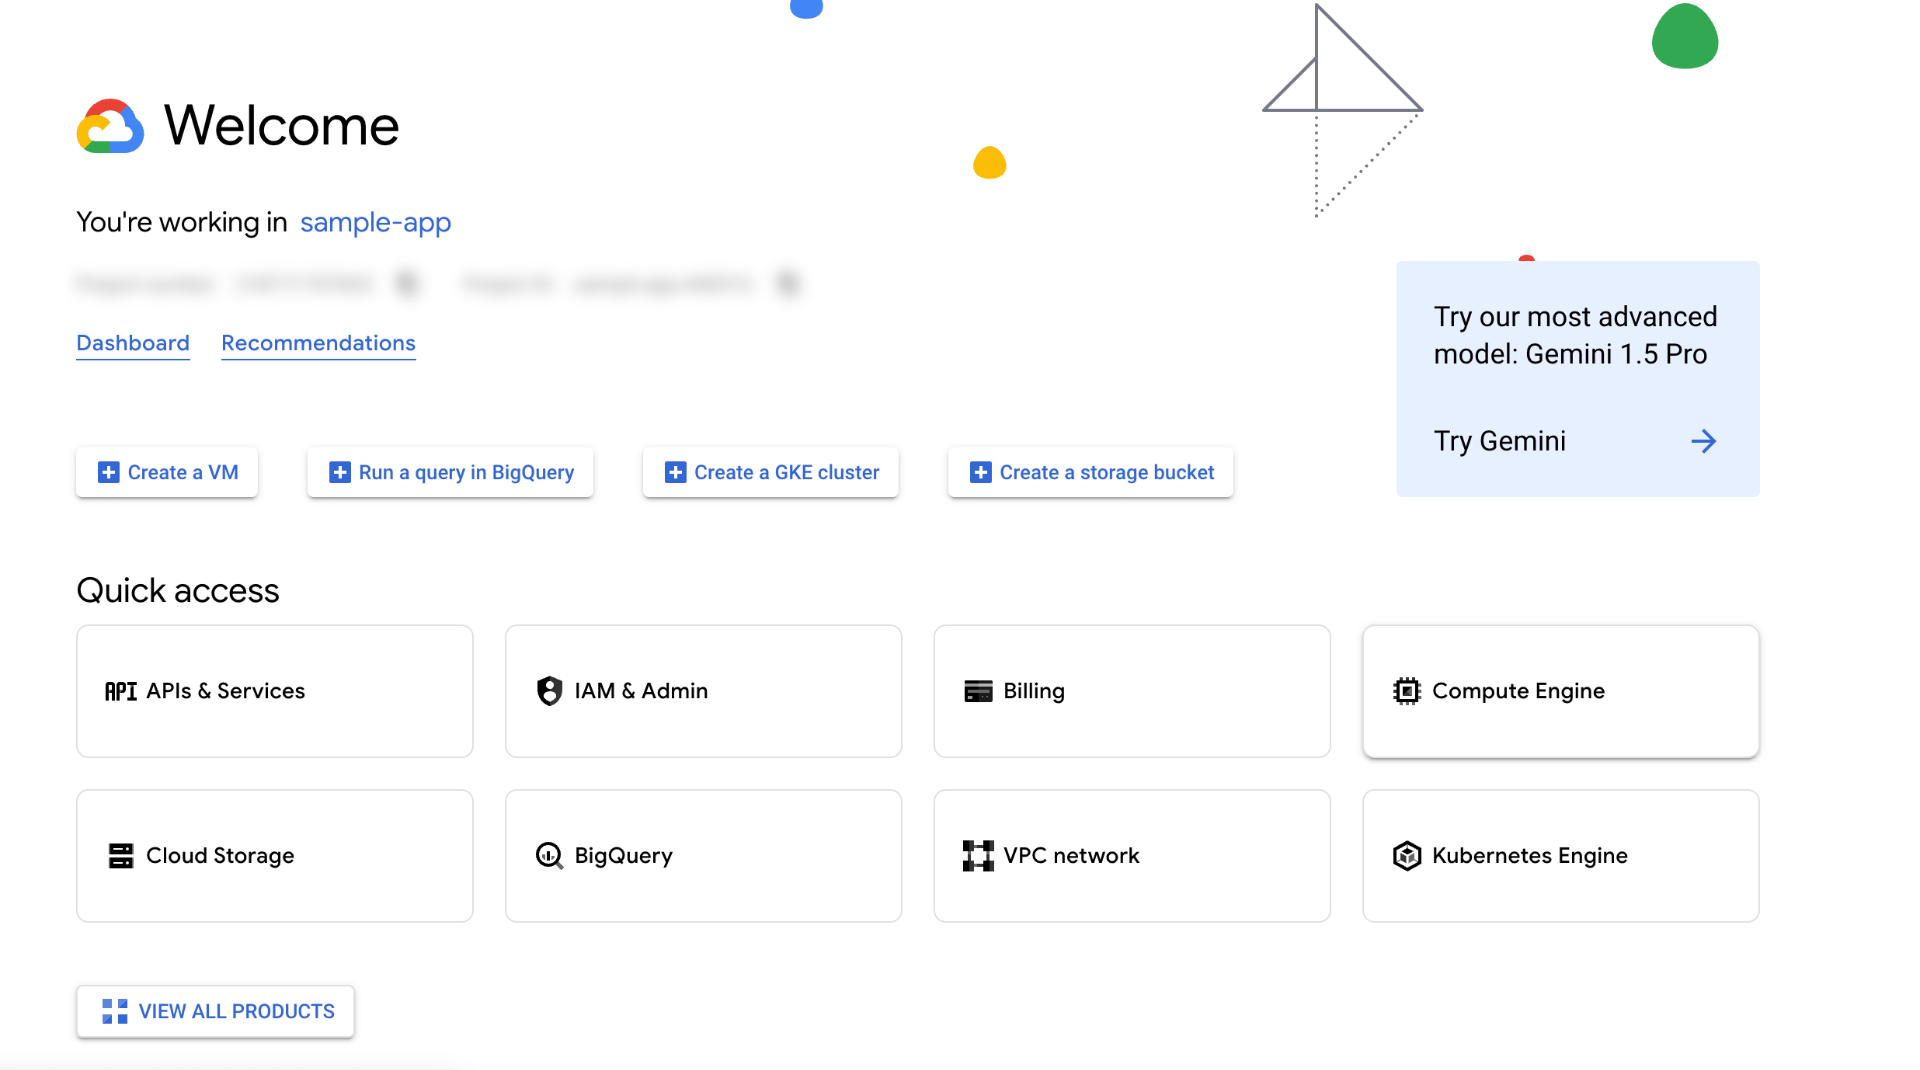 Welcome
You're working in sample-app
Dashboard Recommendations
Try our most advanced
model: Gemini 1.5 Pro
Try Gemini
Create a VM Run a query in BigQuery Create a GKE cluster Create a storage bucket
Quick access
API APIs & Services IAM & Admin Billing Compute Engine
Cloud Storage BigQuery VPC network Kubernetes Engine
VIEW ALL PRODUCTS